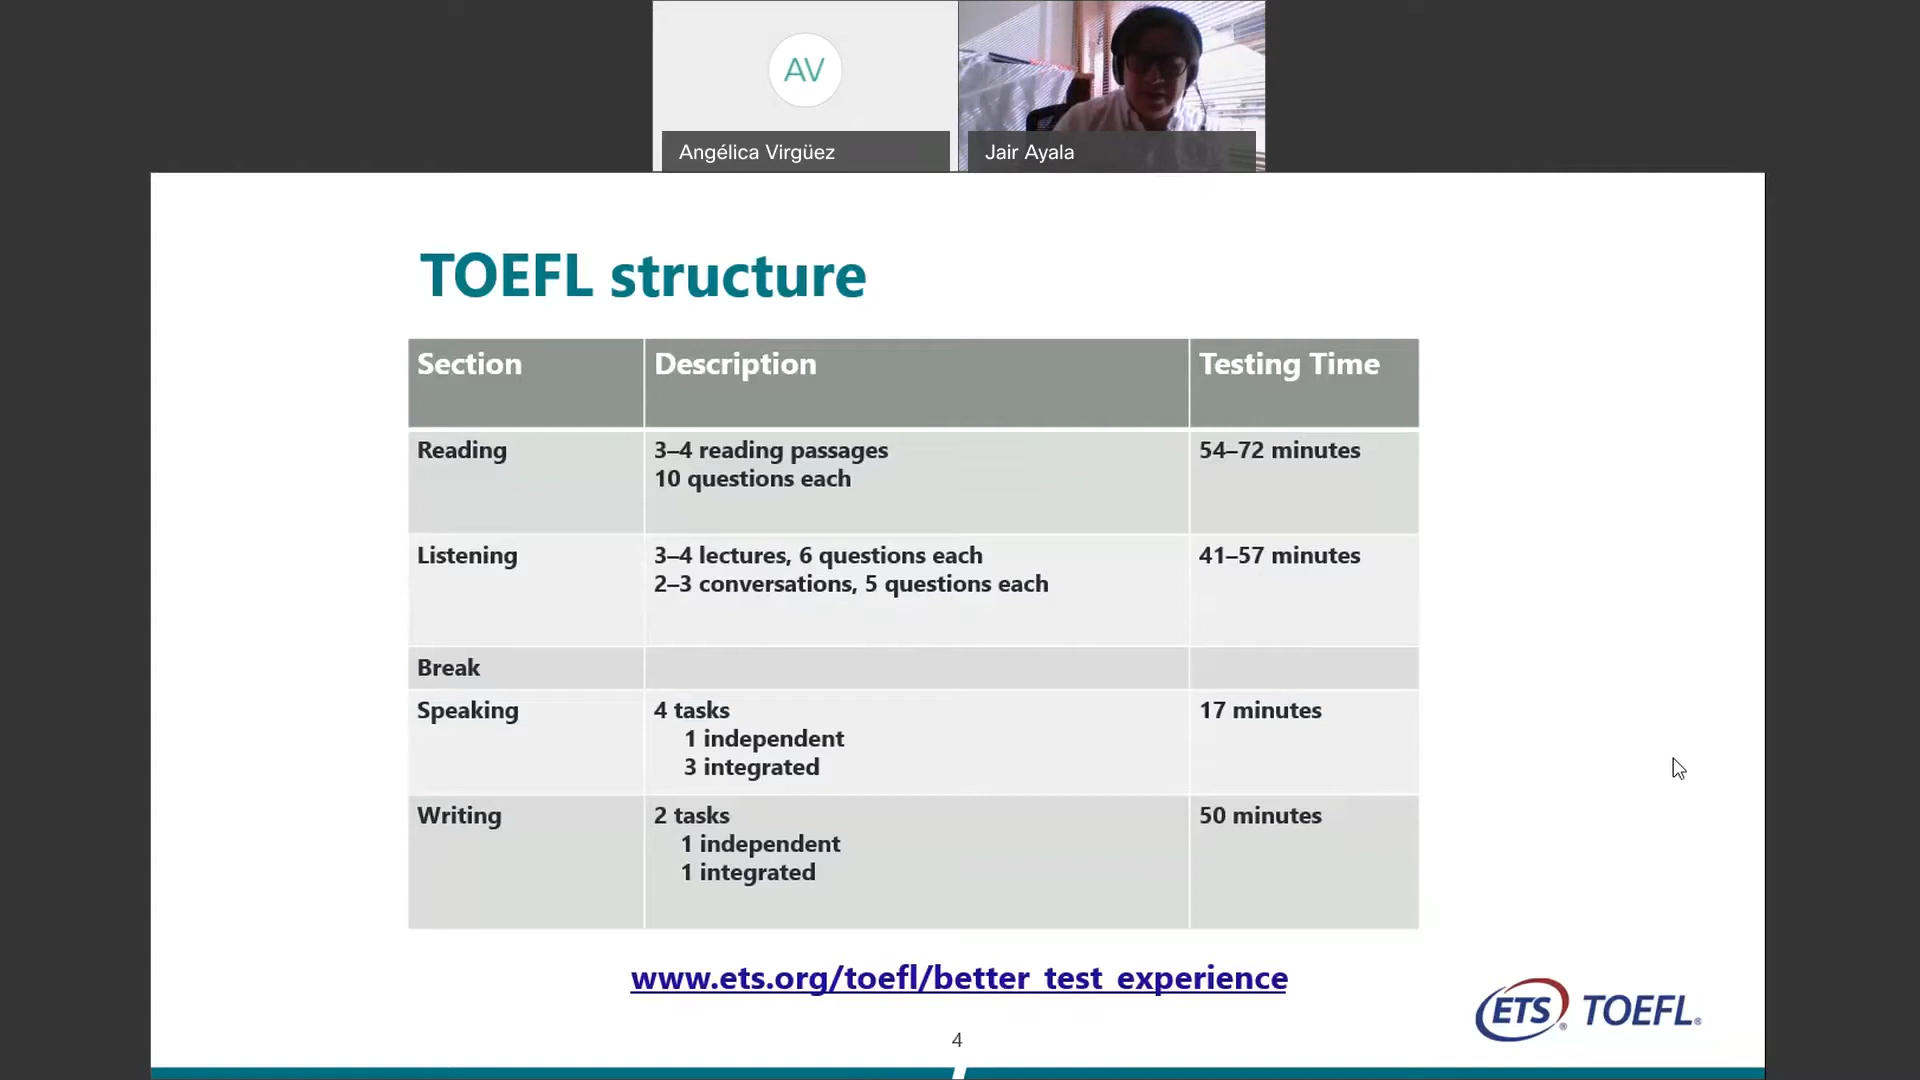 AV
Angélica Virgüez
Jair Ayala
TOEFL structure
Section Description Testing Time
Reading 3–4 reading passages 54–72 minutes
10 questions each
Listening 3–4 lectures, 6 questions each 41–57 minutes
2–3 conversations, 5 questions each
Break
Speaking 4 tasks 17 minutes
1 independent
3 integrated
Writing 2 tasks 50 minutes
1 independent
1 integrated
www.ets.org/toefl/better_test_experience
ETS® TOEFL®
4